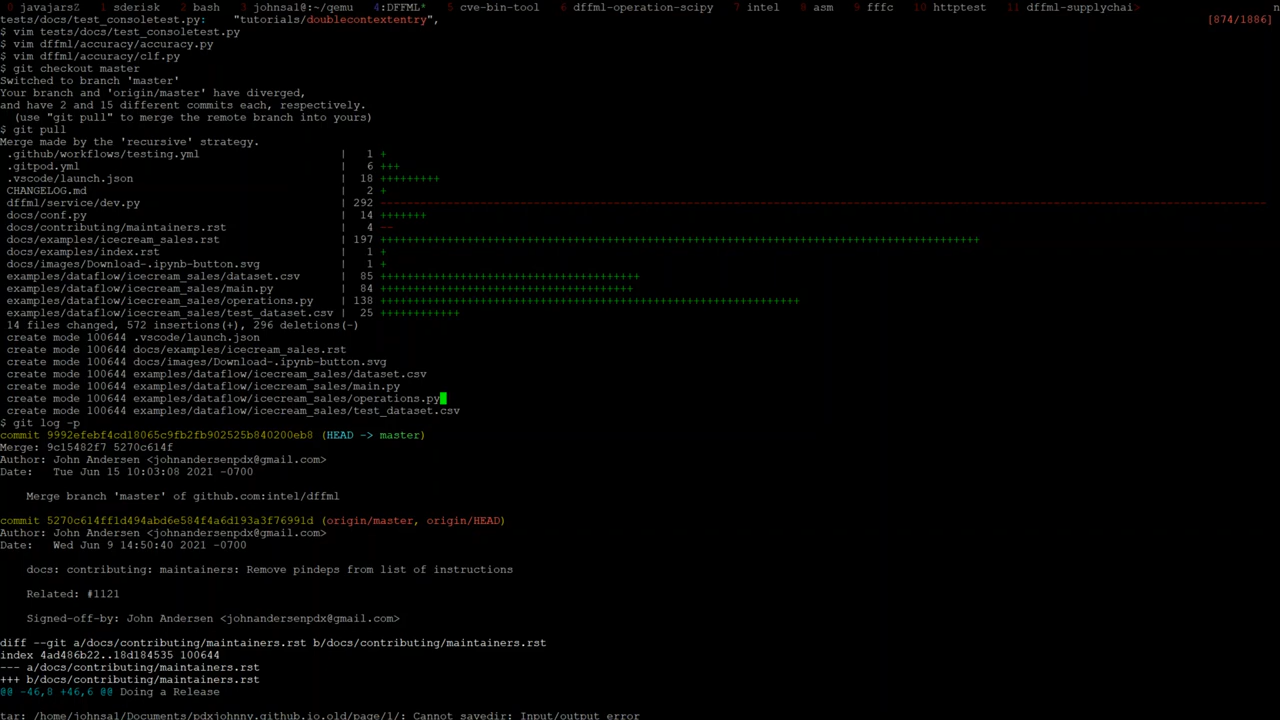 0 javajarsZ  1 sderisk  2 bash  3 johnsal@:~/qemu  4:DFFML*  5 cve-bin-tool  6 dffml-operation-scipy  7 intel  8 asm  9 fffc  10 httptest  11 dffml-supplychai>
tests/docs/test_consoletest.py:    "tutorials/doublecontextentry", [874/1886]
$ vim tests/docs/test_consoletest.py
$ vim dffml/accuracy/accuracy.py
$ vim dffml/accuracy/clf.py
$ git checkout master
Switched to branch 'master'
Your branch and 'origin/master' have diverged,
and have 2 and 15 different commits each, respectively.
  (use "git pull" to merge the remote branch into yours)
$ git pull
Merge made by the 'recursive' strategy.
 .github/workflows/testing.yml | 1 +
 .gitpod.yml | 6 +++
 .vscode/launch.json | 18 +++++++++
 CHANGELOG.md | 2 +
 dffml/service/dev.py | 292 -------------------------------------------------------------------------------------------------------------------------------------
 docs/conf.py | 14 +++++++
 docs/contributing/maintainers.rst | 4 --
 docs/examples/icecream_sales.rst | 197 ++++++++++++++++++++++++++++++++++++++++++++++++++++++++++++++++++++++++++++++++++++++++++
 docs/examples/index.rst | 1 +
 docs/images/Download-.ipynb-button.svg | 1 +
 examples/dataflow/icecream_sales/dataset.csv | 85 +++++++++++++++++++++++++++++++++++++++
 examples/dataflow/icecream_sales/main.py | 84 ++++++++++++++++++++++++++++++++++++++
 examples/dataflow/icecream_sales/operations.py | 138 +++++++++++++++++++++++++++++++++++++++++++++++++++++++++++++++
 examples/dataflow/icecream_sales/test_dataset.csv | 25 ++++++++++++
 14 files changed, 572 insertions(+), 296 deletions(-)
 create mode 100644 .vscode/launch.json
 create mode 100644 docs/examples/icecream_sales.rst
 create mode 100644 docs/images/Download-.ipynb-button.svg
 create mode 100644 examples/dataflow/icecream_sales/dataset.csv
 create mode 100644 examples/dataflow/icecream_sales/main.py
 create mode 100644 examples/dataflow/icecream_sales/operations.py
 create mode 100644 examples/dataflow/icecream_sales/test_dataset.csv
$ git log -p
commit 9992efebf4cd18065c9fb2fb902525b840200eb8 (HEAD -> master)
Merge: 9c15482f7 5270c614f
Author: John Andersen <johnandersenpdx@gmail.com>
Date:   Tue Jun 15 10:03:08 2021 -0700
    Merge branch 'master' of github.com:intel/dffml
commit 5270c614ff1d494abd6e584f4a6d193a3f76991d (origin/master, origin/HEAD)
Author: John Andersen <johnandersenpdx@gmail.com>
Date:   Wed Jun 9 14:50:40 2021 -0700
    docs: contributing: maintainers: Remove pindeps from list of instructions
    Related: #1121
    Signed-off-by: John Andersen <johnandersenpdx@gmail.com>
diff --git a/docs/contributing/maintainers.rst b/docs/contributing/maintainers.rst
index 4ad486b22..18d184535 100644
--- a/docs/contributing/maintainers.rst
+++ b/docs/contributing/maintainers.rst
@@ -46,8 +46,6 @@ Doing a Release
tar: /home/johnsal/Documents/pdxjohnny.github.io.old/page/1/: Cannot savedir: Input/output error